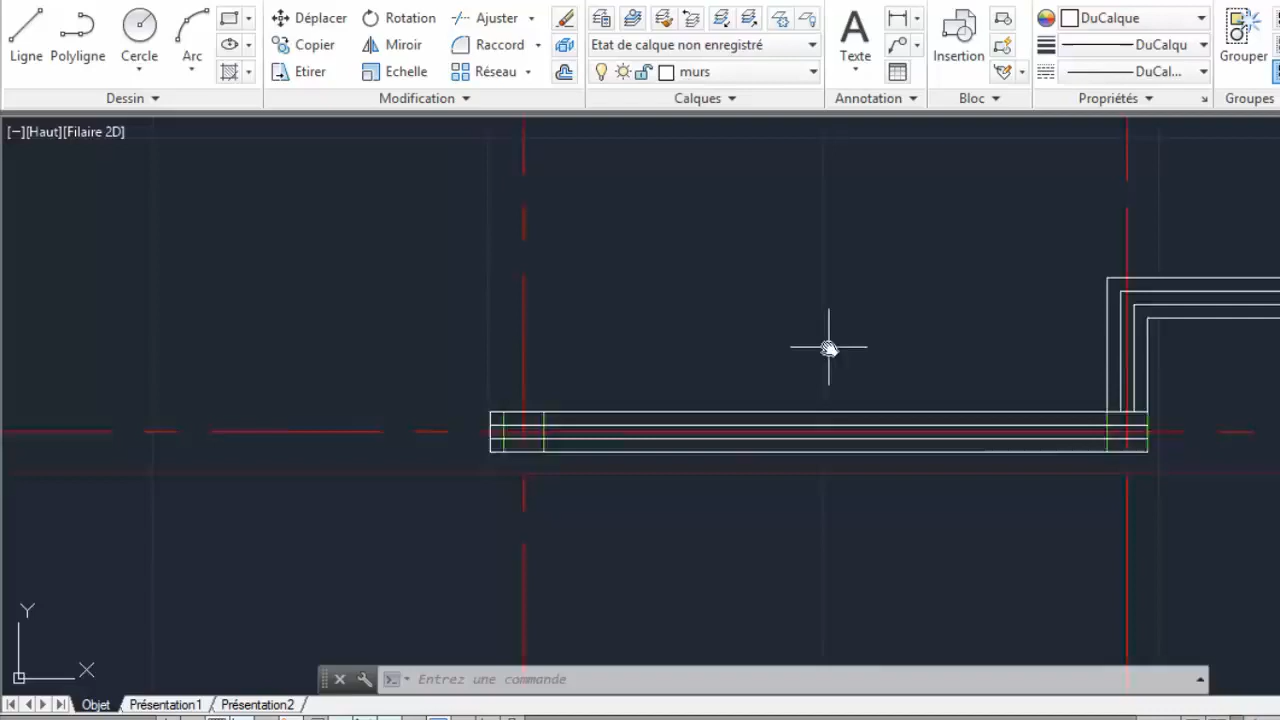 Déplacer Rotation Ajuster
Copier Miroir Raccord
Etirer Echelle Réseau
Ligne Polyligne Cercle Arc
Etat de calque non enregistré
murs
Texte
Insertion
DuCalque
DuCalqu
DuCal...
Grouper
Dessin Modification Calques Annotation Bloc Propriétés Groupes
[−][Haut][Filaire 2D]
Y
X
Entrez une commande
Objet Présentation1 Présentation2